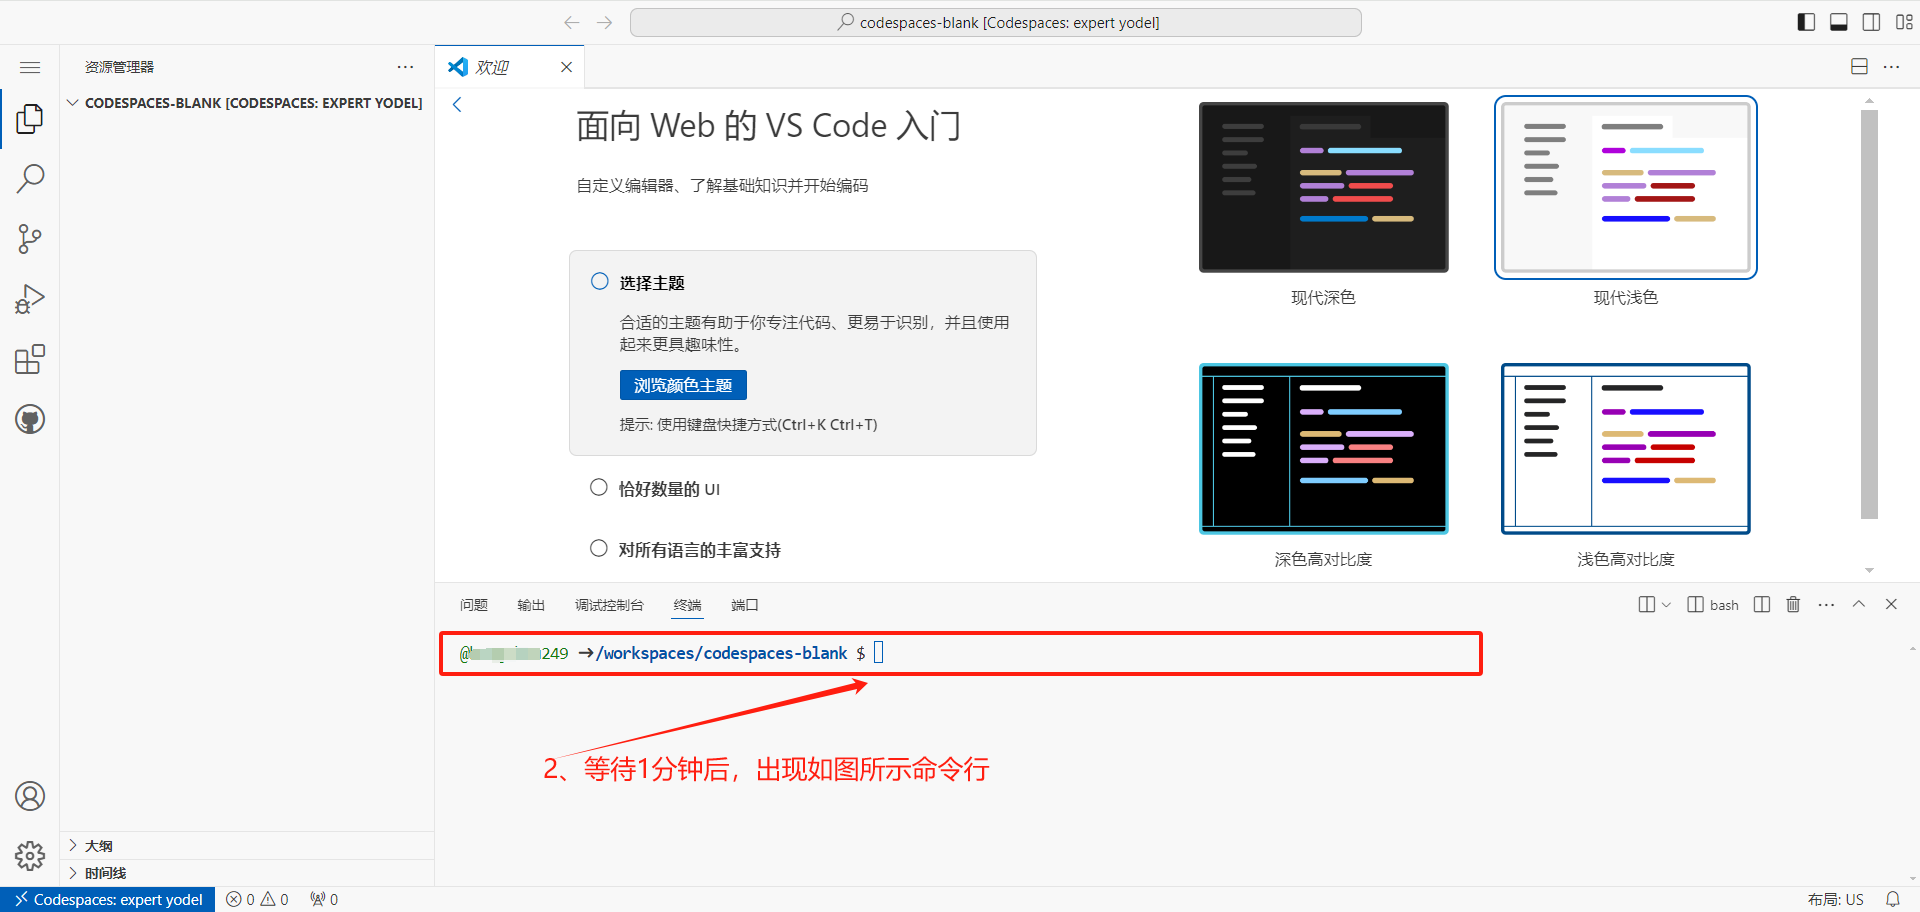 codespaces-blank [Codespaces: expert yodel]
资源管理器
欢迎
CODESPACES-BLANK [CODESPACES: EXPERT YODEL]
面向 Web 的 VS Code 入门
自定义编辑器、了解基础知识并开始编码
选择主题
合适的主题有助于你专注代码、更易于识别，并且使用
起来更具趣味性。
浏览颜色主题
提示: 使用键盘快捷方式(Ctrl+K Ctrl+T)
恰好数量的 UI
对所有语言的丰富支持
现代深色
现代浅色
深色高对比度
浅色高对比度
问题 输出 调试控制台 终端 端口
bash
249 →/workspaces/codespaces-blank $
2、等待1分钟后，出现如图所示命令行
大纲
时间线
Codespaces: expert yodel 0 0 0
布局: US